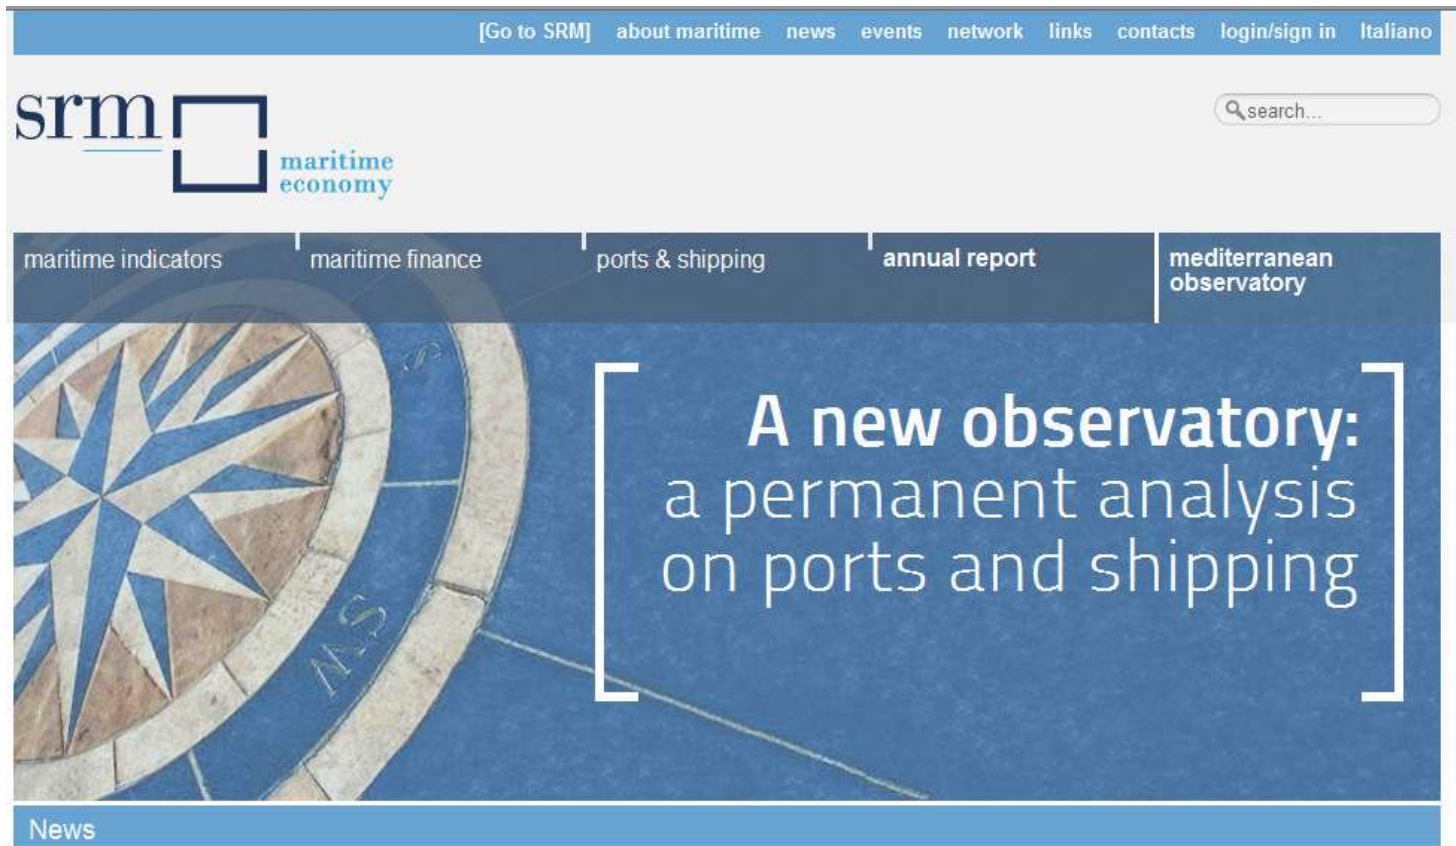 [Go to SRM] about maritime news events network links contacts login/sign in Italiano
srm
maritime
economy
search...
maritime indicators
maritime finance
ports & shipping
annual report
mediterranean
observatory
S
SW
A new observatory:
a permanent analysis
on ports and shipping
News